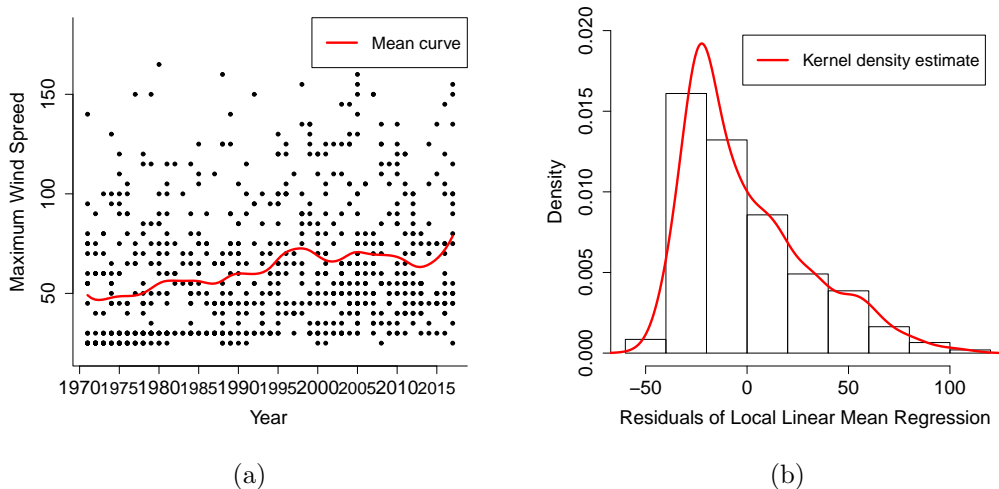 Mean curve
Maximum Wind Spreed
50
100
150
1970 1975 1980 1985 1990 1995 2000 2005 2010 2015
Year
(a)
Kernel density estimate
Density
0.000
0.005
0.010
0.015
0.020
−50 0 50 100
Residuals of Local Linear Mean Regression
(b)